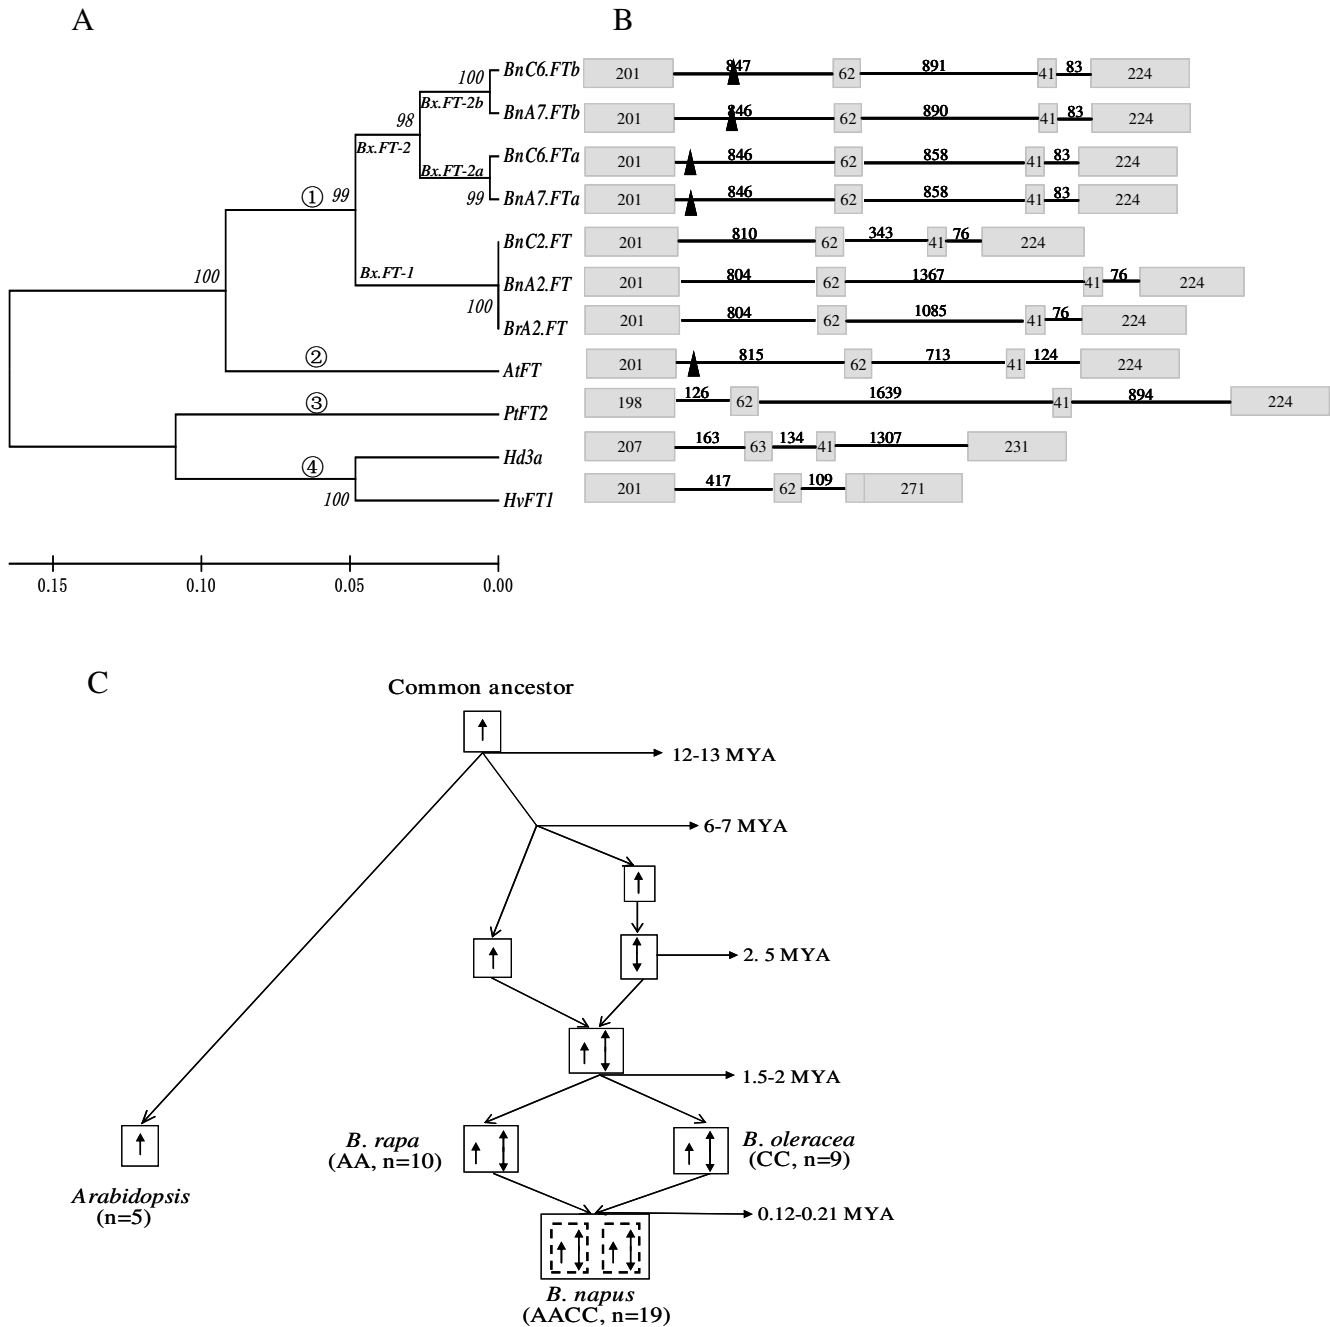 A B
100 BnC6.FTb 201 847 62 891 41 83 224
Bx.FT-2b
98 BnA7.FTb 201 846 62 890 41 83 224
Bx.FT-2
BnC6.FTa 201 846 62 858 41 83 224
Bx.FT-2a
① 99 99 BnA7.FTa 201 846 62 858 41 83 224
BnC2.FT 201 810 62 343 41 76 224
100 Bx.FT-1 BnA2.FT 201 804 62 1367 41 76 224
100
BrA2.FT 201 804 62 1085 41 76 224
② AtFT 201 815 62 713 41 124 224
③ PtFT2 198 126 62 1639 41 894 224
④ Hd3a 207 163 63 134 41 1307 231
100 HvFT1 201 417 62 109 271
0.15 0.10 0.05 0.00
C
Common ancestor
12-13 MYA
6-7 MYA
2. 5 MYA
1.5-2 MYA
B. rapa
(AA, n=10)
B. oleracea
(CC, n=9)
Arabidopsis
(n=5)
0.12-0.21 MYA
B. napus
(AACC, n=19)